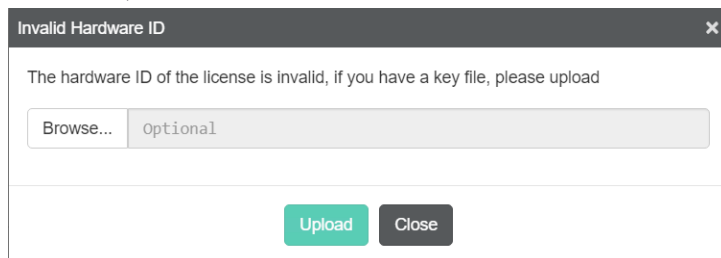 Invalid Hardware ID ×
The hardware ID of the license is invalid, if you have a key file, please upload
Browse... Optional
Upload Close